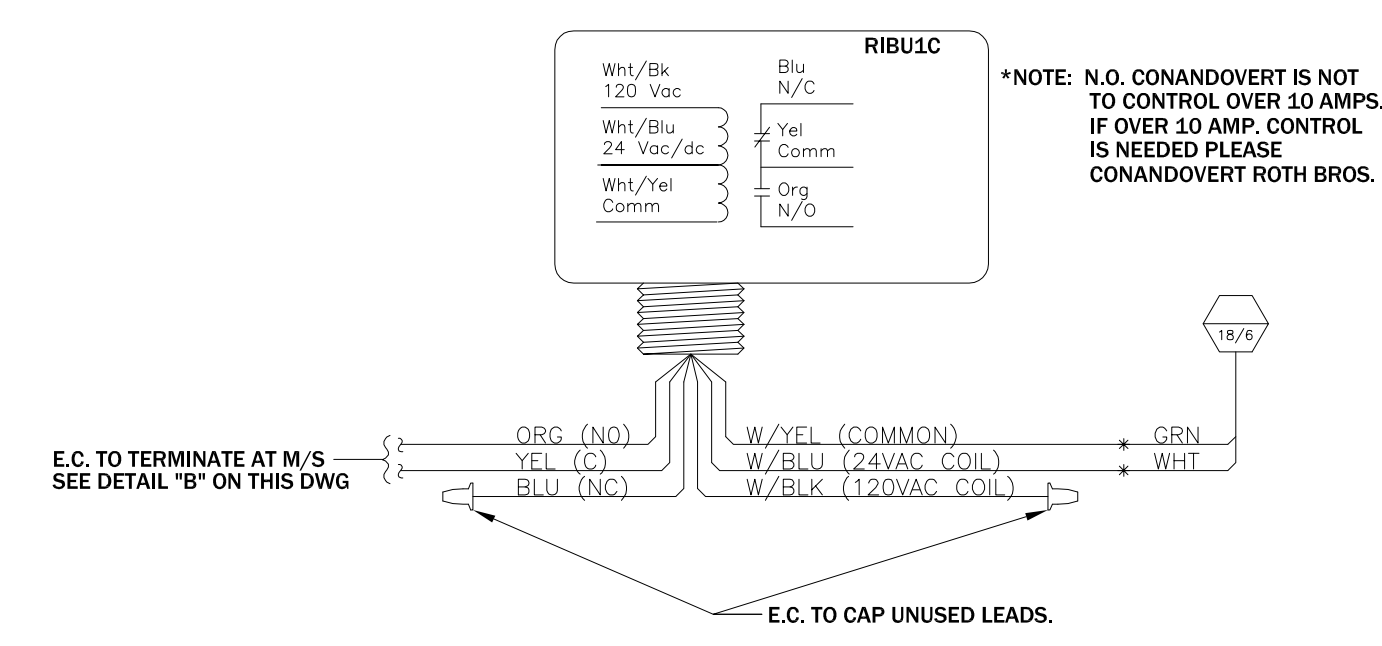 RIBU1C
Wht/Bk
120 Vac
Wht/Blu
24 Vac/dc
Wht/Yel
Comm
Blu
N/C
Yel
Comm
Org
N/O
*NOTE: N.O. CONANDOVERT IS NOT
TO CONTROL OVER 10 AMPS.
IF OVER 10 AMP. CONTROL
IS NEEDED PLEASE
CONANDOVERT ROTH BROS.
18/6
ORG (NO)
YEL (C)
BLU (NC)
W/YEL (COMMON)
W/BLU (24VAC COIL)
W/BLK (120VAC COIL)
* GRN
* WHT
E.C. TO TERMINATE AT M/S
SEE DETAIL "B" ON THIS DWG
E.C. TO CAP UNUSED LEADS.